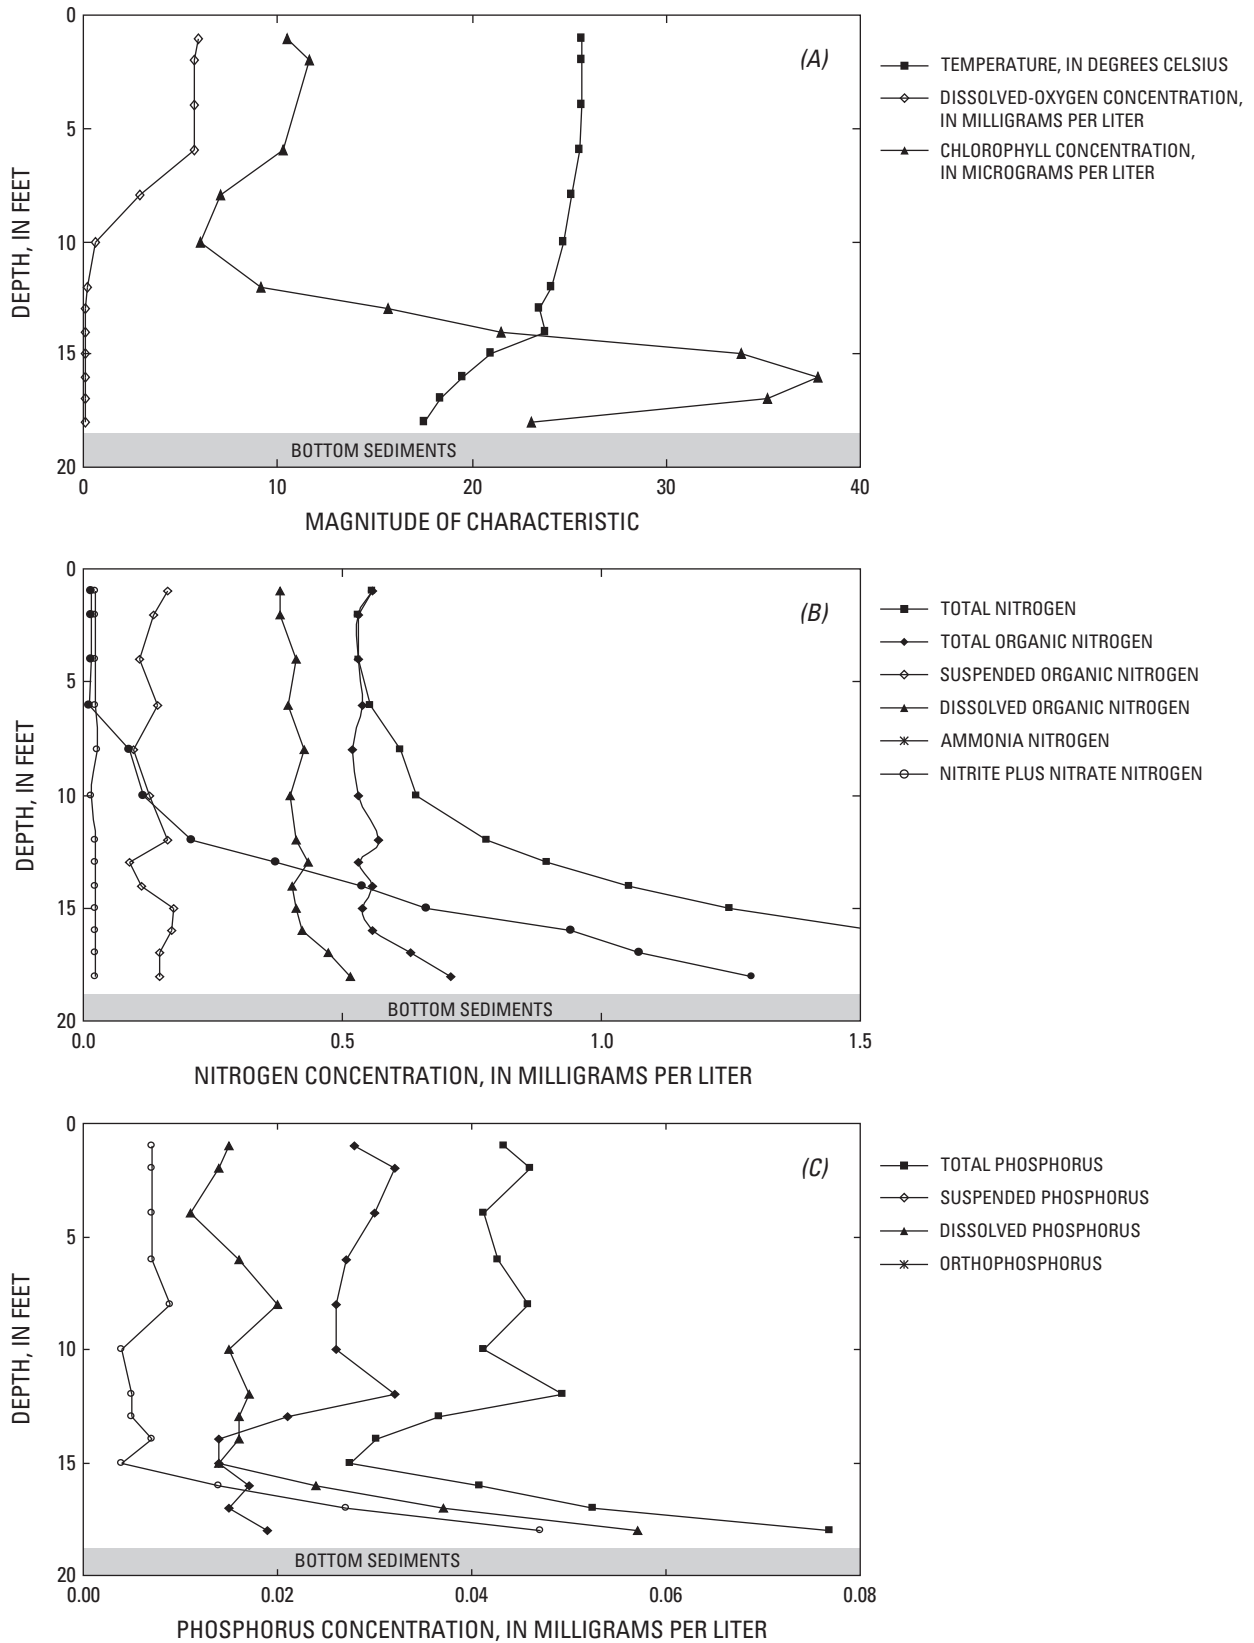 0
5
10
15
20
DEPTH, IN FEET
(A)
BOTTOM SEDIMENTS
0
10
20
30
40
MAGNITUDE OF CHARACTERISTIC
TEMPERATURE, IN DEGREES CELSIUS
DISSOLVED-OXYGEN CONCENTRATION,
IN MILLIGRAMS PER LITER
CHLOROPHYLL CONCENTRATION,
IN MICROGRAMS PER LITER
0
5
10
15
20
DEPTH, IN FEET
(B)
BOTTOM SEDIMENTS
0.0
0.5
1.0
1.5
NITROGEN CONCENTRATION, IN MILLIGRAMS PER LITER
TOTAL NITROGEN
TOTAL ORGANIC NITROGEN
SUSPENDED ORGANIC NITROGEN
DISSOLVED ORGANIC NITROGEN
AMMONIA NITROGEN
NITRITE PLUS NITRATE NITROGEN
0
5
10
15
20
DEPTH, IN FEET
(C)
BOTTOM SEDIMENTS
0.00
0.02
0.04
0.06
0.08
PHOSPHORUS CONCENTRATION, IN MILLIGRAMS PER LITER
TOTAL PHOSPHORUS
SUSPENDED PHOSPHORUS
DISSOLVED PHOSPHORUS
ORTHOPHOSPHORUS